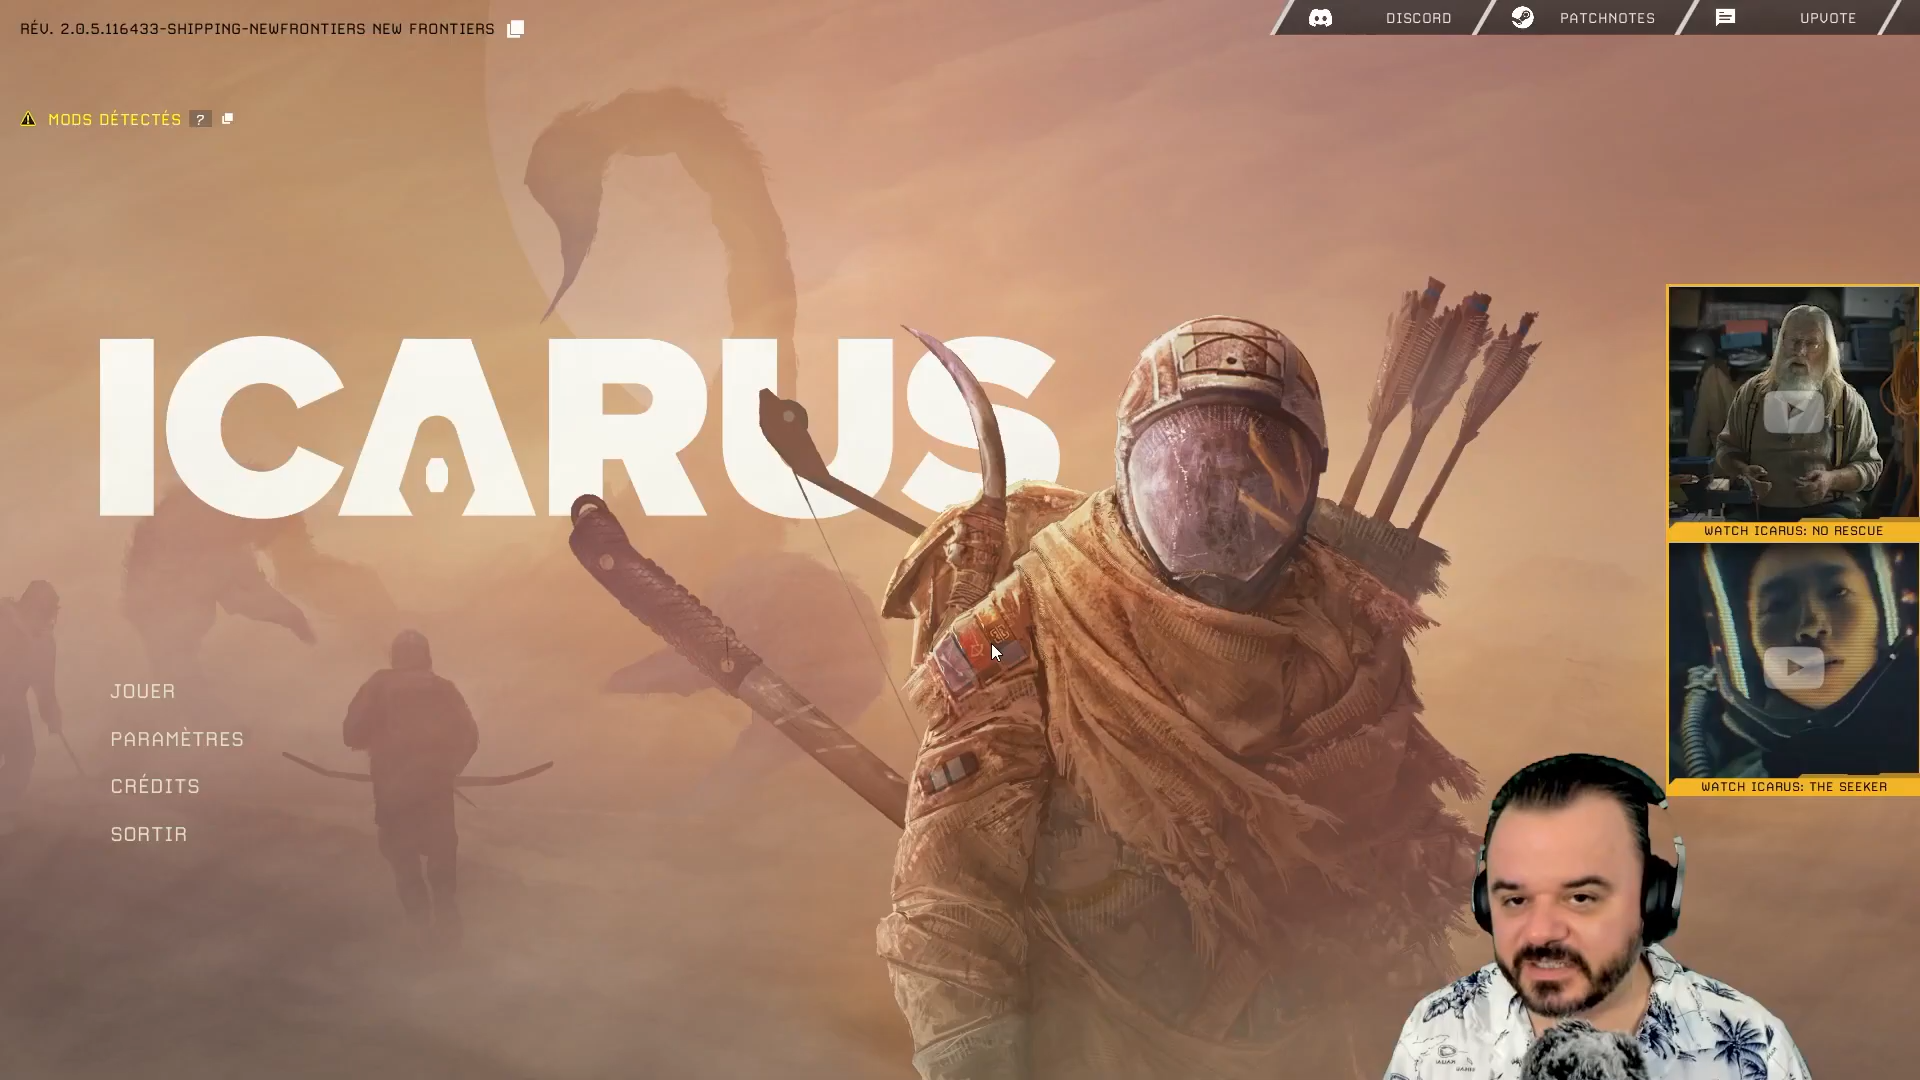 RÉV. 2.0.5.116433-SHIPPING-NEWFRONTIERS NEW FRONTIERS
DISCORD
PATCHNOTES
UPVOTE
MODS DÉTECTÉS ?
ICARUS
WATCH ICARUS: NO RESCUE
JOUER
PARAMÈTRES
CRÉDITS
SORTIR
WATCH ICARUS: THE SEEKER